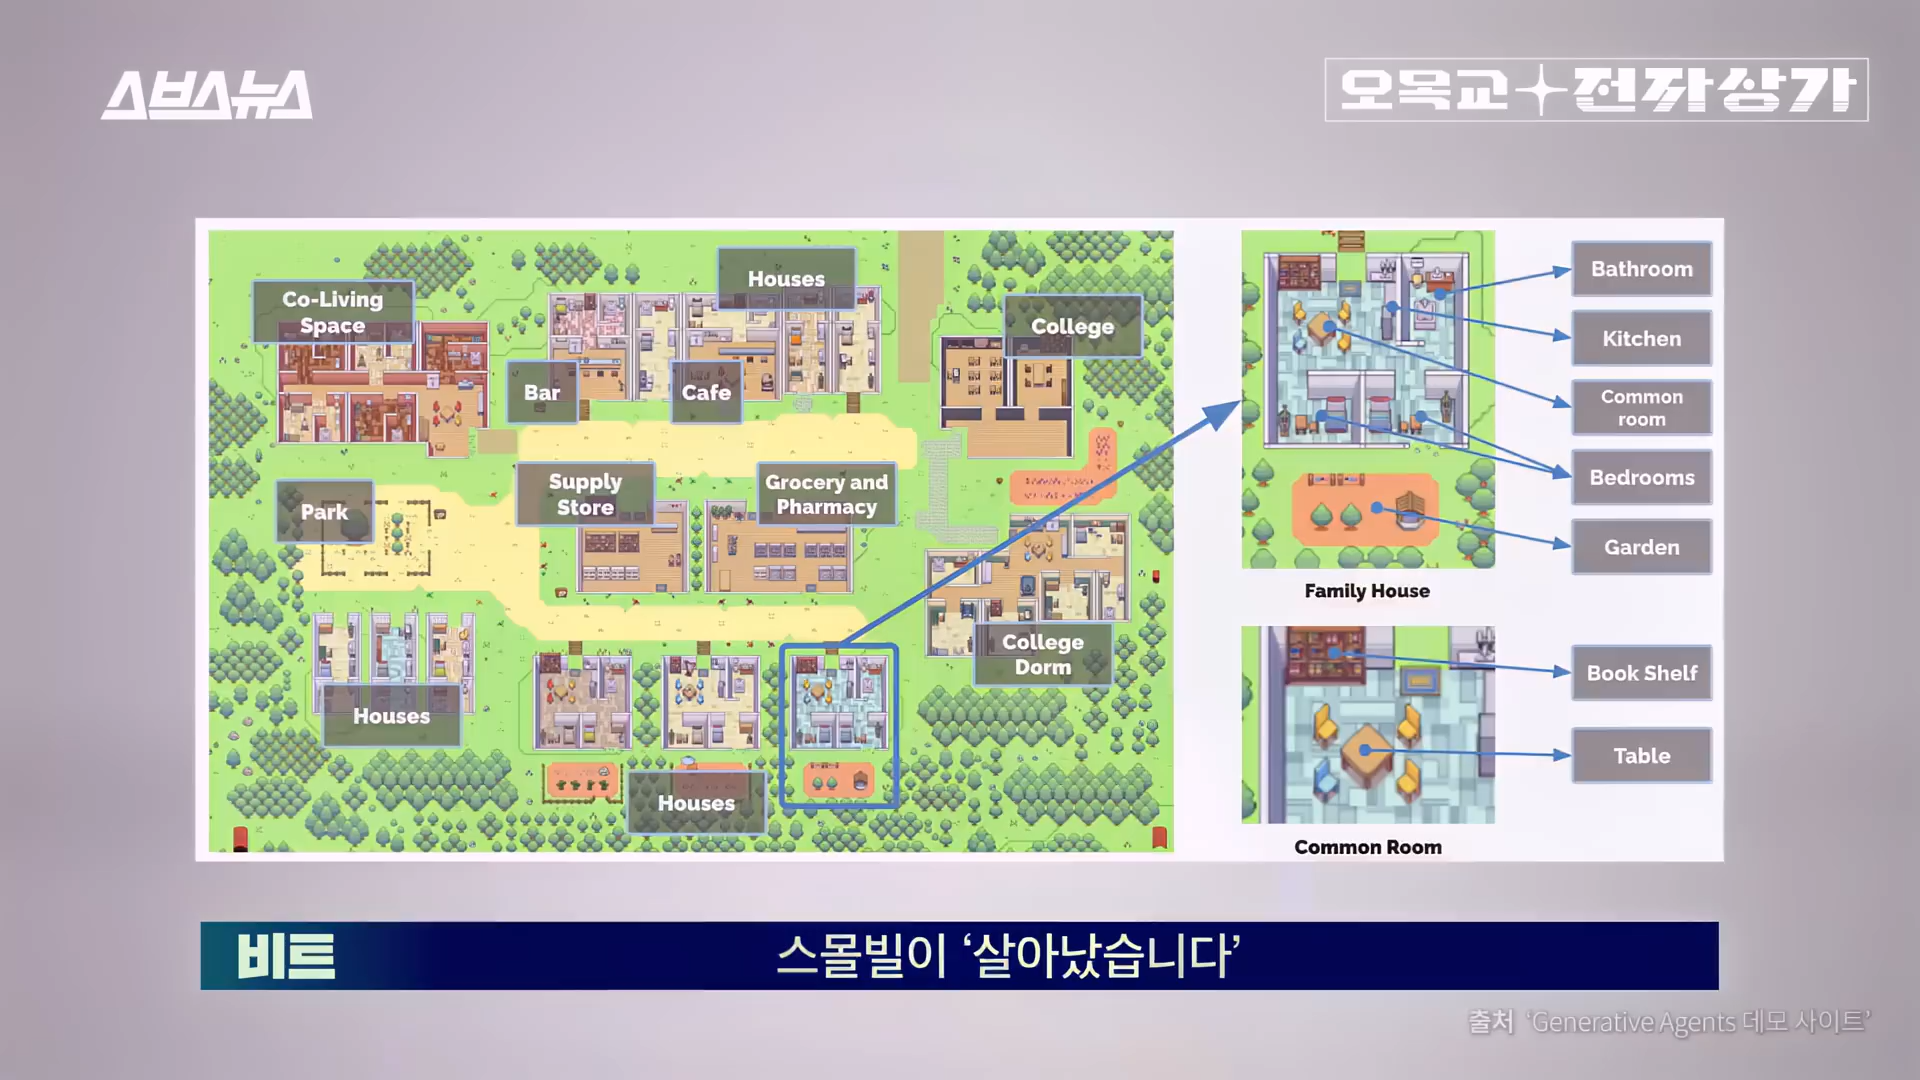 스브스뉴스
오목교 전자상가
Co-Living
Space
Houses
College
Bar
Cafe
Park
Supply
Store
Grocery and
Pharmacy
College
Dorm
Houses
Houses
Bathroom
Kitchen
Common
room
Bedrooms
Garden
Family House
Book Shelf
Table
Common Room
비트
스몰빌이 ‘살아났습니다’
출처 ‘Generative Agents 데모 사이트’